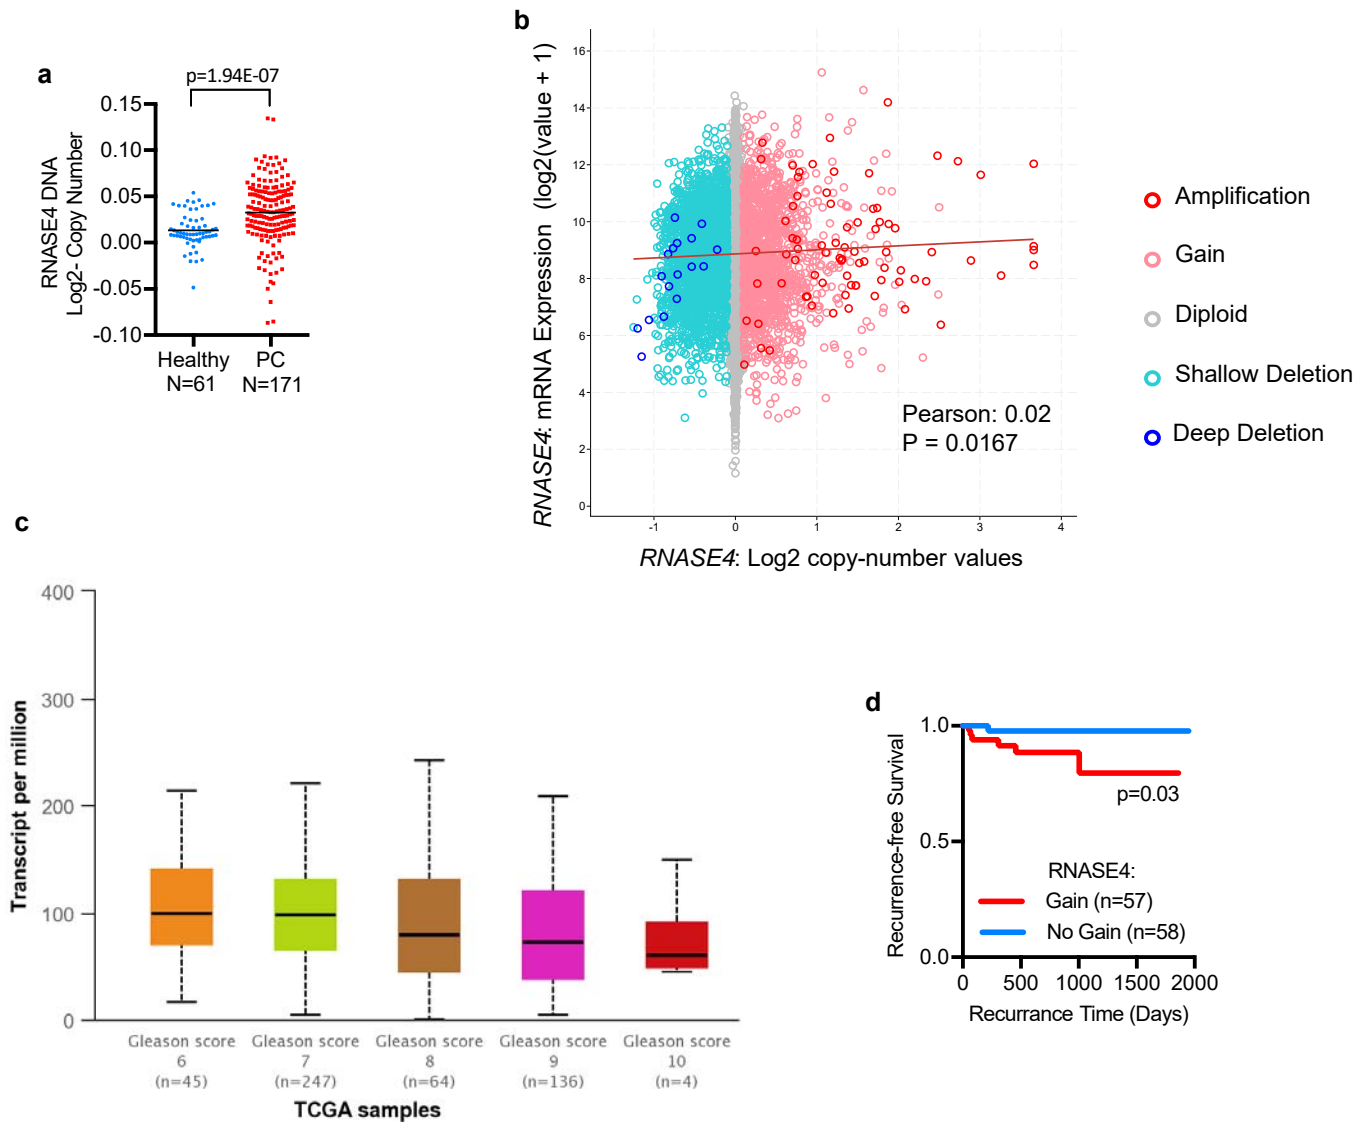 a
p=1.94E-07
RNASE4 DNA
Log2- Copy Number
0.15
0.10
0.05
0.00
-0.05
-0.10
Healthy
N=61
PC
N=171
b
RNASE4: mRNA Expression (log2(value + 1)
16
14
12
10
8
6
4
2
0
-1
0
1
2
3
4
RNASE4: Log2 copy-number values
Pearson: 0.02
P = 0.0167
Amplification
Gain
Diploid
Shallow Deletion
Deep Deletion
c
Transcript per million
400
300
200
100
0
Gleason score
6
(n=45)
Gleason score
7
(n=247)
Gleason score
8
(n=64)
Gleason score
9
(n=136)
Gleason score
10
(n=4)
TCGA samples
d
Recurrence-free Survival
1.0
0.5
0.0
p=0.03
RNASE4:
Gain (n=57)
No Gain (n=58)
0
500
1000
1500
2000
Recurrance Time (Days)